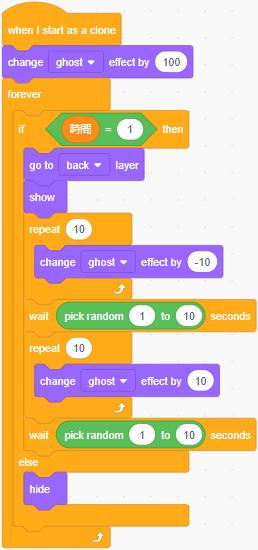 when I start as a clone
change ghost effect by 100
forever
if 時間 = 1 then
go to back layer
show
repeat 10
change ghost effect by -10
wait pick random 1 to 10 seconds
repeat 10
change ghost effect by 10
wait pick random 1 to 10 seconds
else
hide